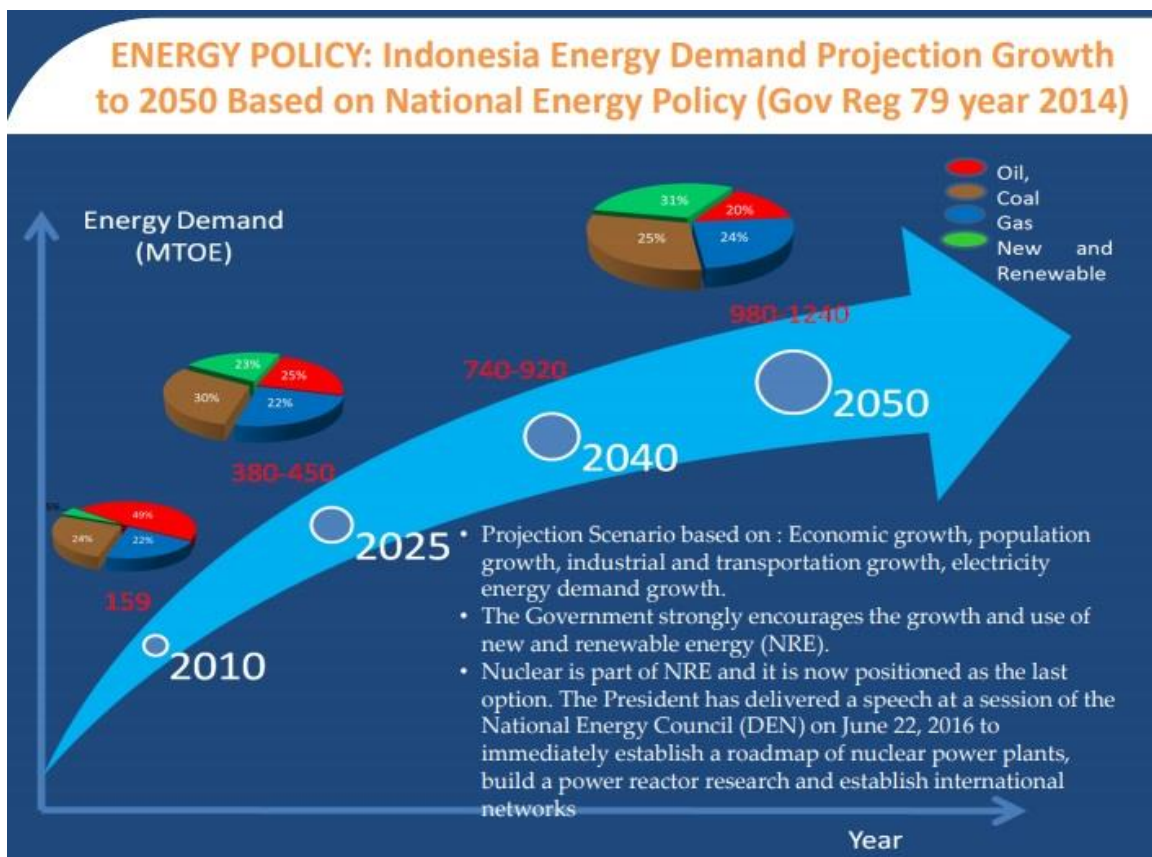 ENERGY POLICY: Indonesia Energy Demand Projection Growth
to 2050 Based on National Energy Policy (Gov Reg 79 year 2014)
Oil,
Coal
Gas
New and
Renewable
Energy Demand
(MTOE)
31%
20%
25%
24%
980-1240
2050
23%
25%
30%
22%
740-920
2040
380-450
2025
49%
24%
22%
159
2010
• Projection Scenario based on : Economic growth, population
growth, industrial and transportation growth, electricity
energy demand growth.
• The Government strongly encourages the growth and use of
new and renewable energy (NRE).
• Nuclear is part of NRE and it is now positioned as the last
option. The President has delivered a speech at a session of the
National Energy Council (DEN) on June 22, 2016 to
immediately establish a roadmap of nuclear power plants,
build a power reactor research and establish international
networks
Year